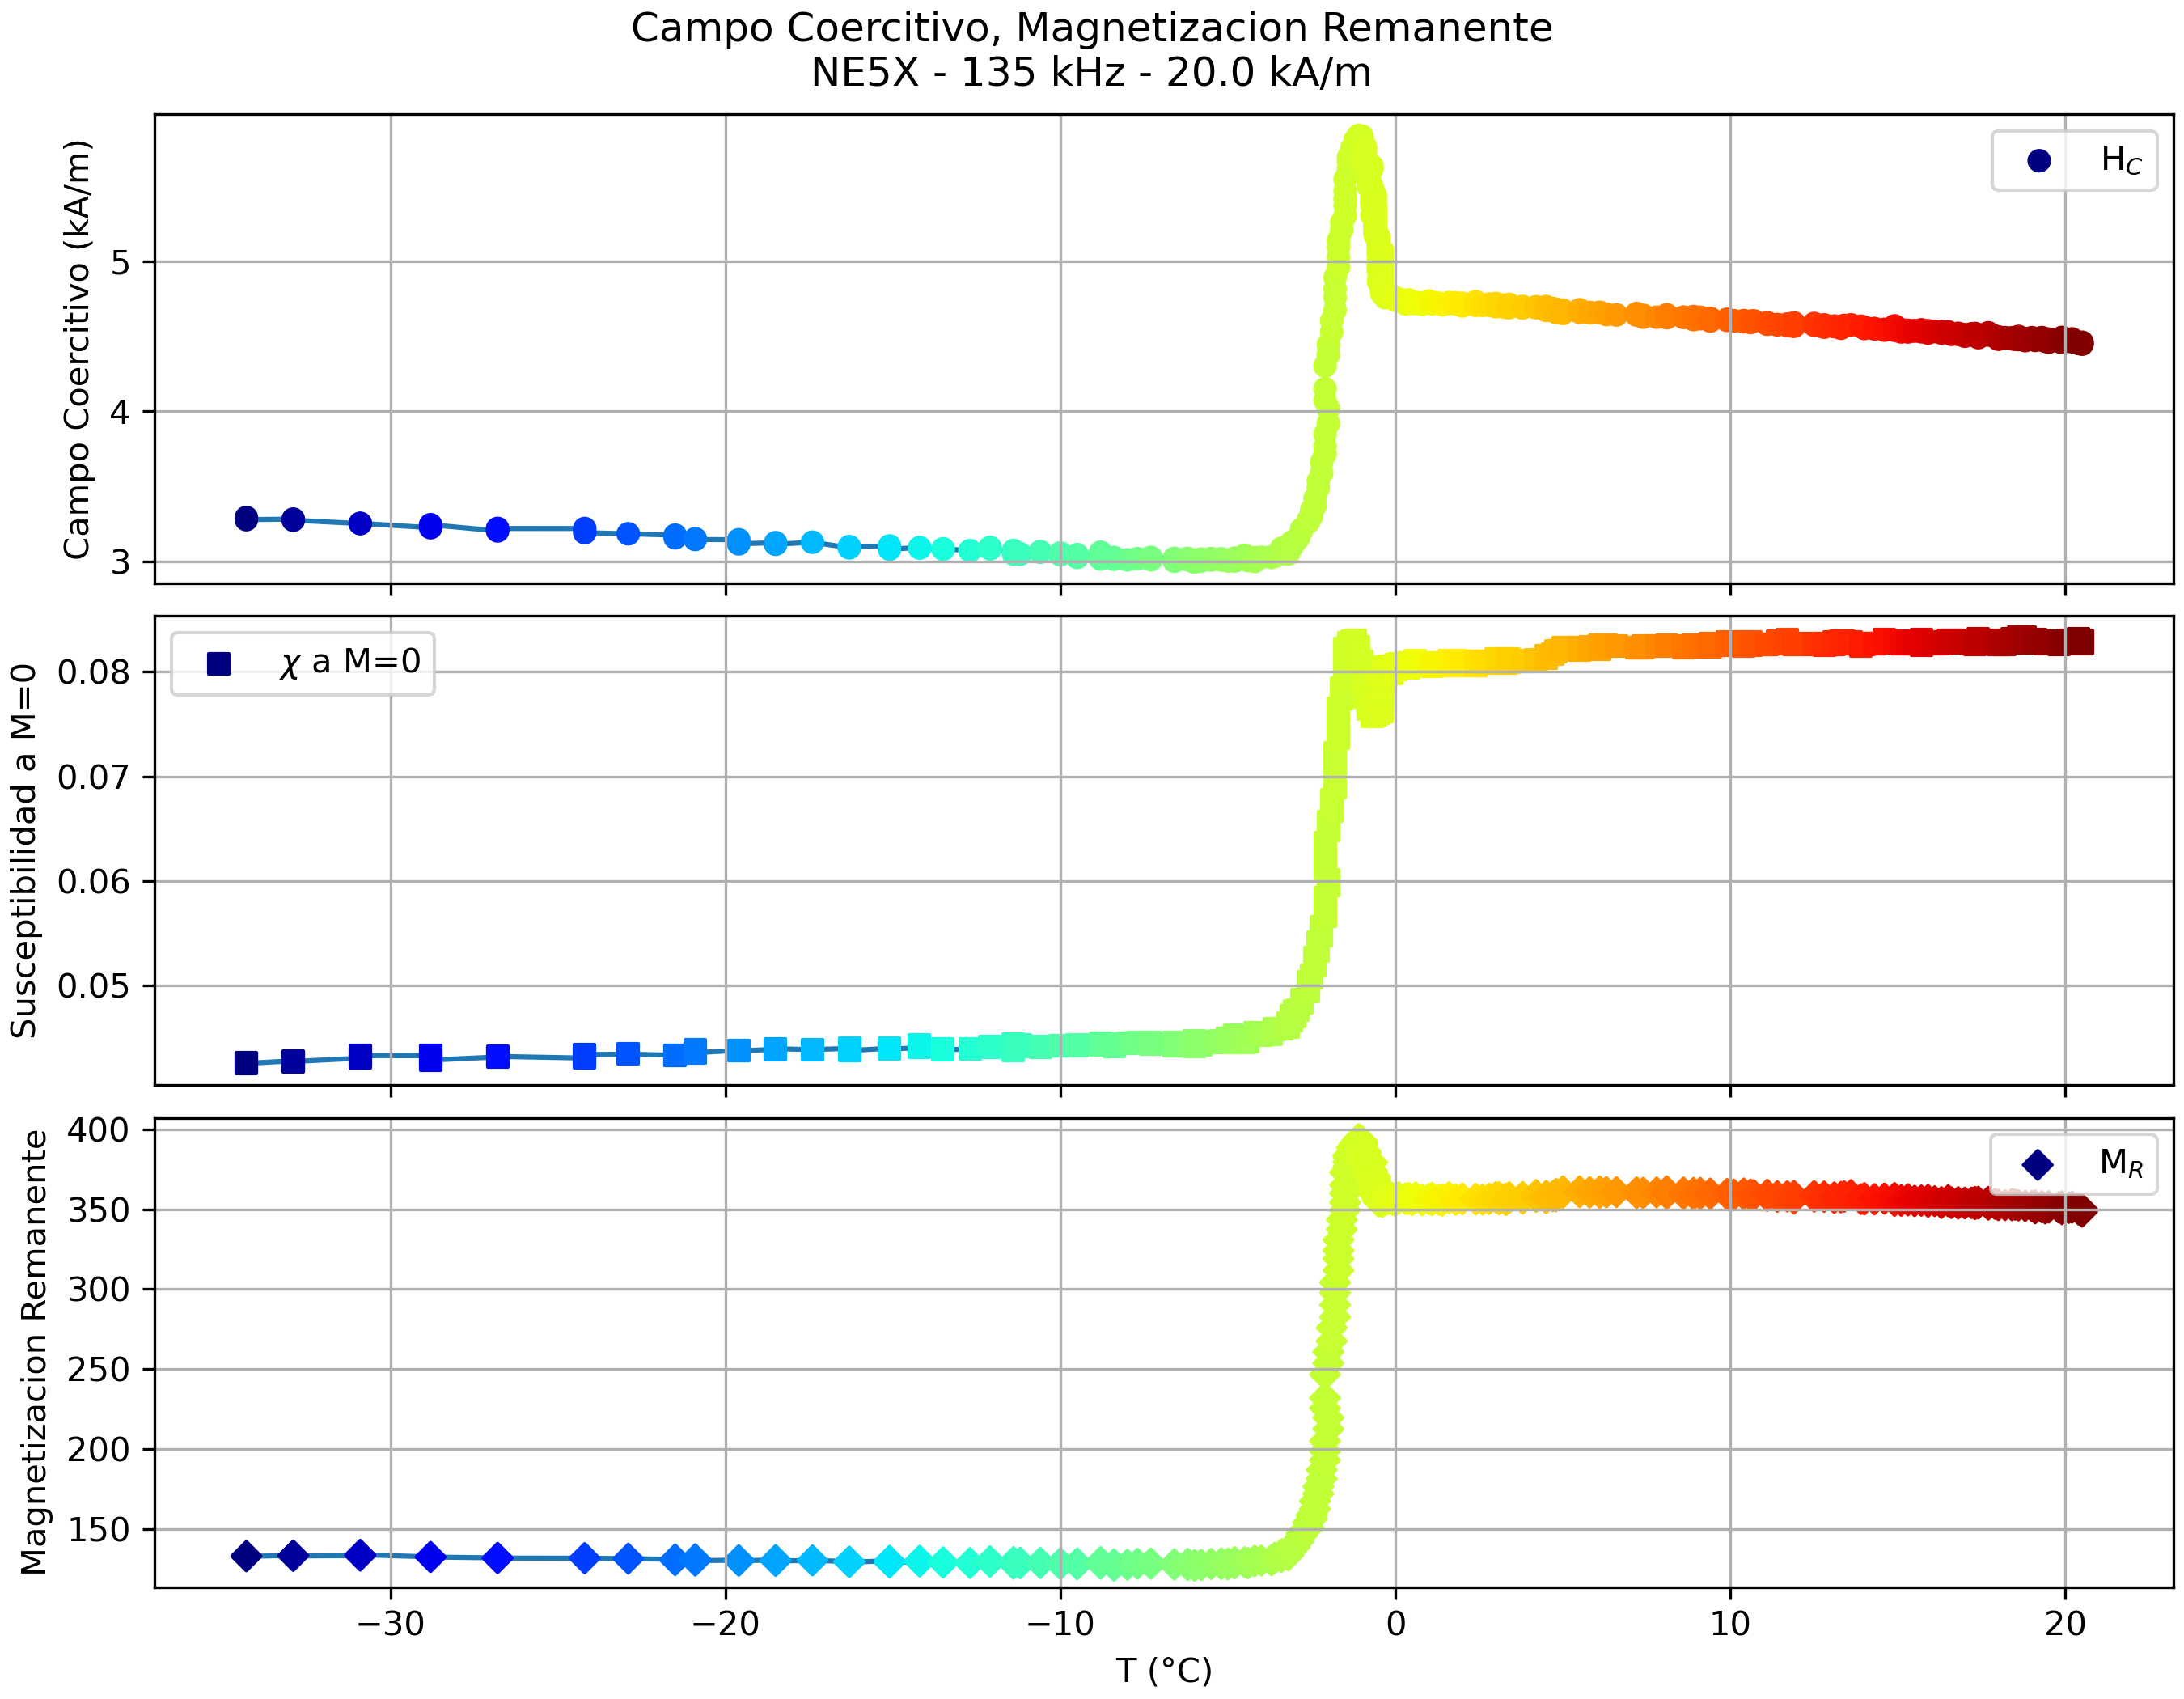 Campo Coercitivo, Magnetizacion Remanente
NE5X - 135 kHz - 20.0 kA/m
Campo Coercitivo (kA/m)
5
4
3
H_C
Susceptibilidad a M=0
0.08
0.07
0.06
0.05
χ a M=0
Magnetizacion Remanente
400
350
300
250
200
150
M_R
−30 −20 −10 0 10 20
T (°C)